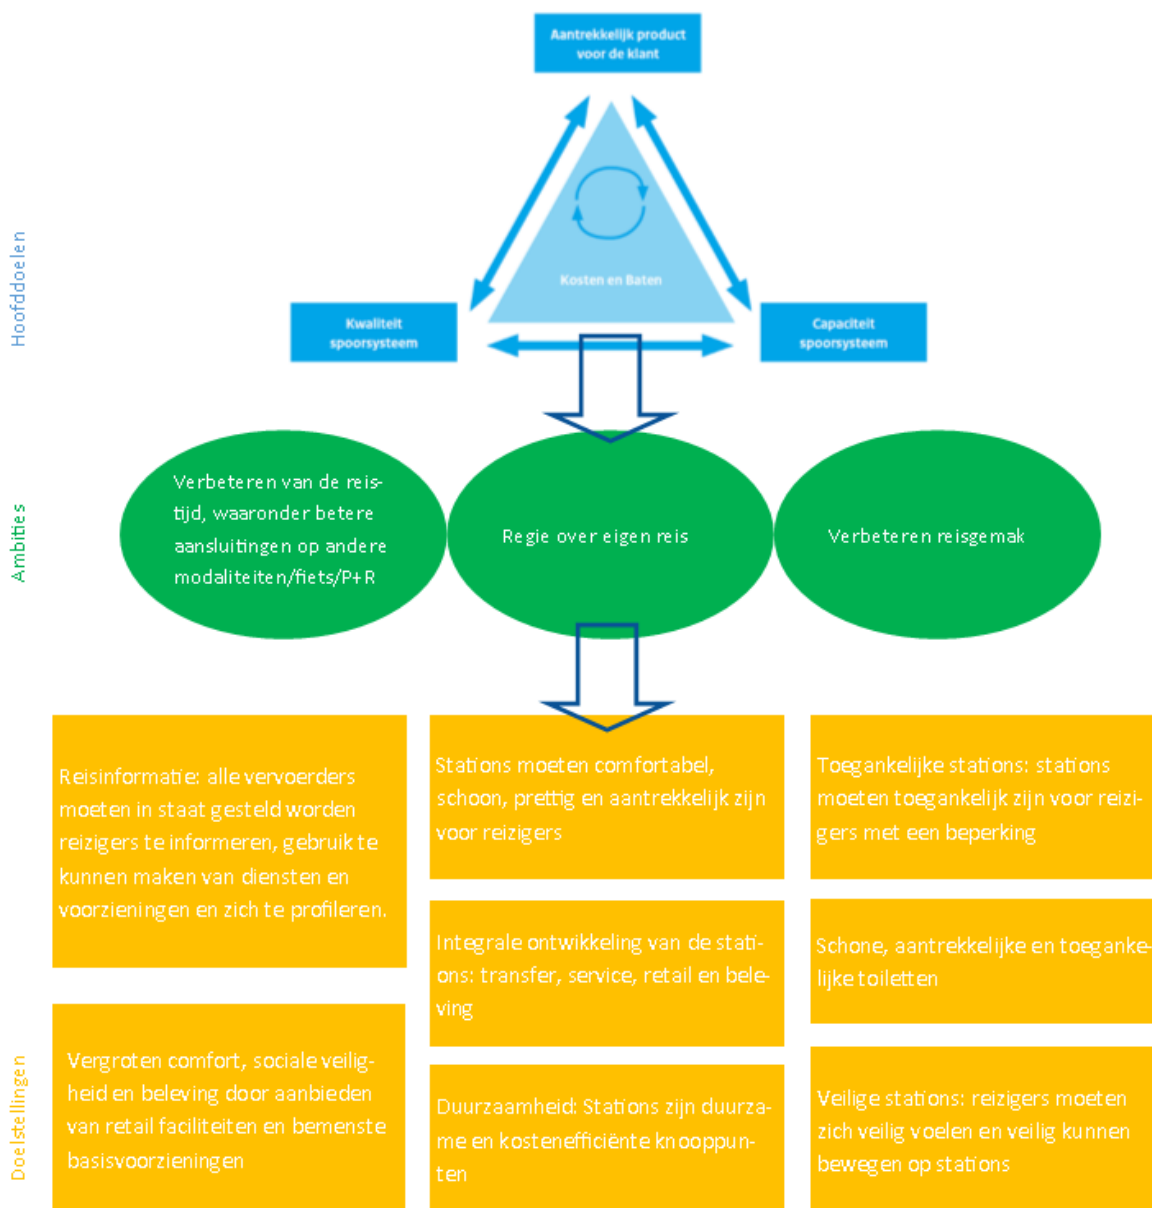 Aantrekkelijk product
voor de klant
Kosten en Baten
Kwaliteit
spoorsysteem
Capaciteit
spoorsysteem
Hoofddoelen
Ambities
Verbeteren van de reis-
tijd, waaronder betere
aansluitingen op andere
modaliteiten/fiets/P+R
Regie over eigen reis
Verbeteren reisgemak
Doelstellingen
Reisinformatie: alle vervoerders
moeten in staat gesteld worden
reizigers te informeren, gebruik te
kunnen maken van diensten en
voorzieningen en zich te profileren.
Vergroten comfort, sociale veilig-
heid en beleving door aanbieden
van retail faciliteiten en bemenste
basisvoorzieningen
Stations moeten comfortabel,
schoon, prettig en aantrekkelijk zijn
voor reizigers
Integrale ontwikkeling van de stati-
ons: transfer, service, retail en bele-
ving
Duurzaamheid: Stations zijn duurza-
me en kostenefficiënte knooppun-
ten
Toegankelijke stations: stations
moeten toegankelijk zijn voor reizi-
gers met een beperking
Schone, aantrekkelijke en toeganke-
lijke toiletten
Veilige stations: reizigers moeten
zich veilig voelen en veilig kunnen
bewegen op stations